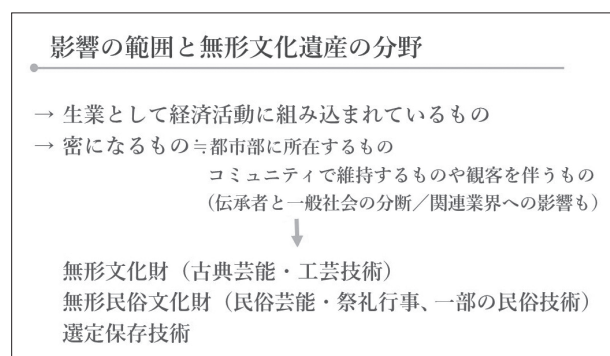 影響の範囲と無形文化遺産の分野
→ 生業として経済活動に組み込まれているもの
→ 密になるもの≒都市部に所在するもの
コミュニティで維持するものや観客を伴うもの
（伝承者と一般社会の分断／関連業界への影響も）
無形文化財（古典芸能・工芸技術）
無形民俗文化財（民俗芸能・祭礼行事、一部の民俗技術）
選定保存技術